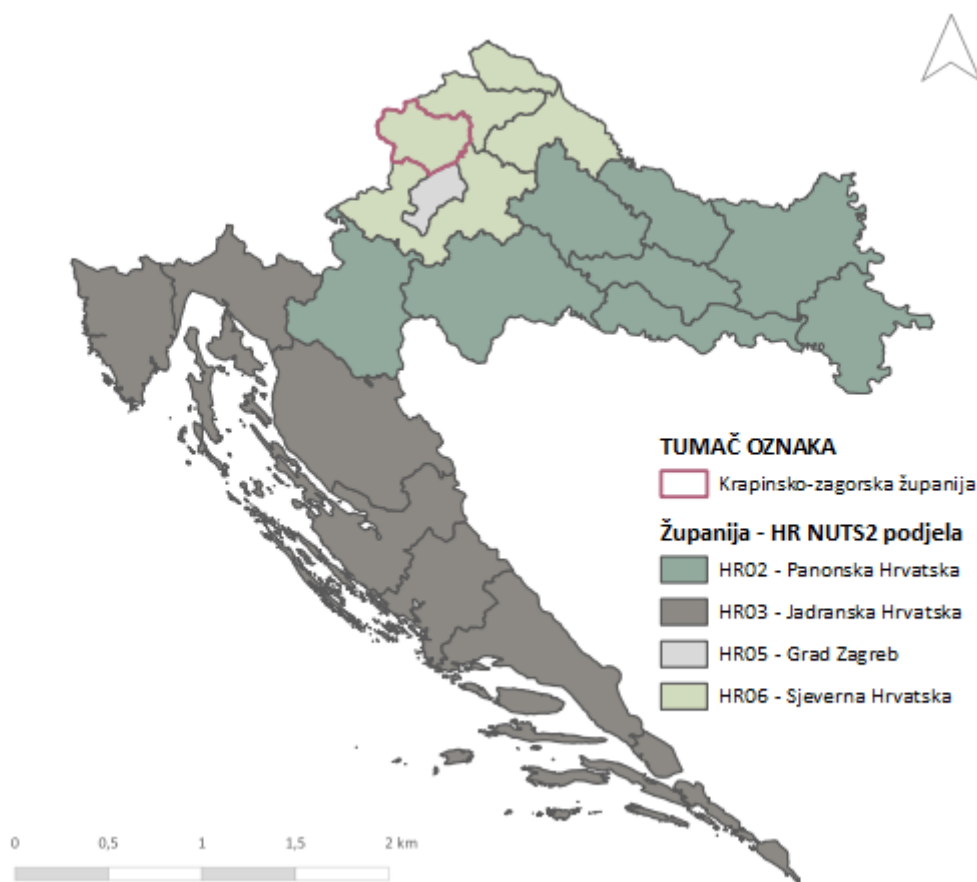 TUMAČ OZNAKA
Krapinsko-zagorska županija
Županija - HR NUTS2 podjela
HR02 - Panonska Hrvatska
HR03 - Jadranska Hrvatska
HR05 - Grad Zagreb
HR06 - Sjeverna Hrvatska
0 0,5 1 1,5 2 km